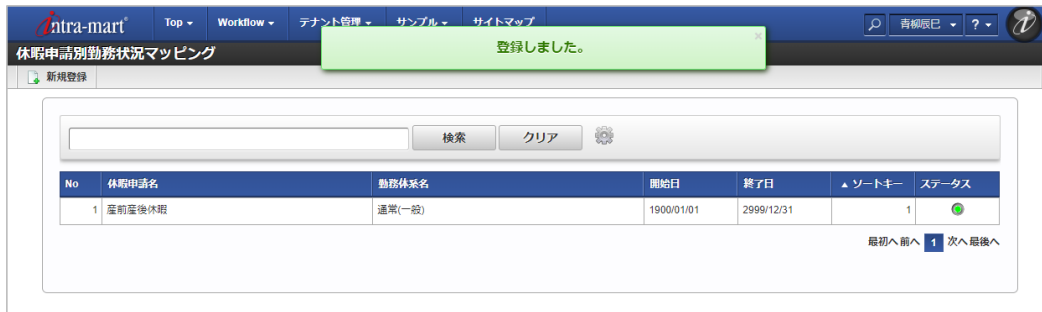 intra-mart Top Workflow テナント管理 サンプル サイトマップ 青柳辰巳 ?
登録しました。 ×
休暇申請別勤務状況マッピング
新規登録
検索 クリア
No 休暇申請名 勤務体系名 開始日 終了日 ▲ ソートキー ステータス
1 産前産後休暇 通常(一般) 1900/01/01 2999/12/31 1
最初へ 前へ 1 次へ 最後へ